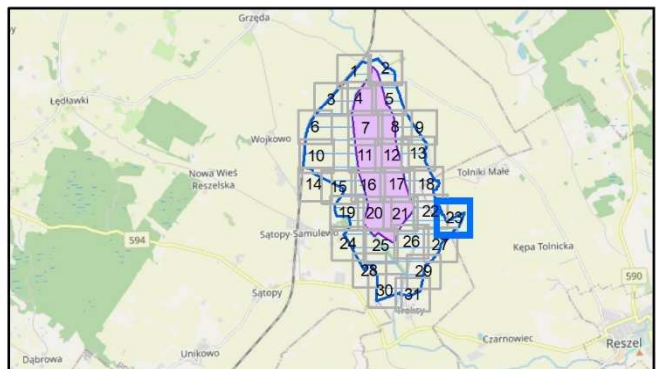 Grzęda
1 2
Łędławki
3 4 5
6 7 8 9
Wojkowo
10 11 12 13
Nowa Wieś
Reszelska
Tolniki Małe
14 15 16 17 18
19 20 21 22 23
594
Sątopy-Samulewo
Kępa Tolnicka
24 25 26 27
28 29
590
Sątopy
30 31
Troksy
Czarnowiec
Reszel
Unikowo
Dąbrowa